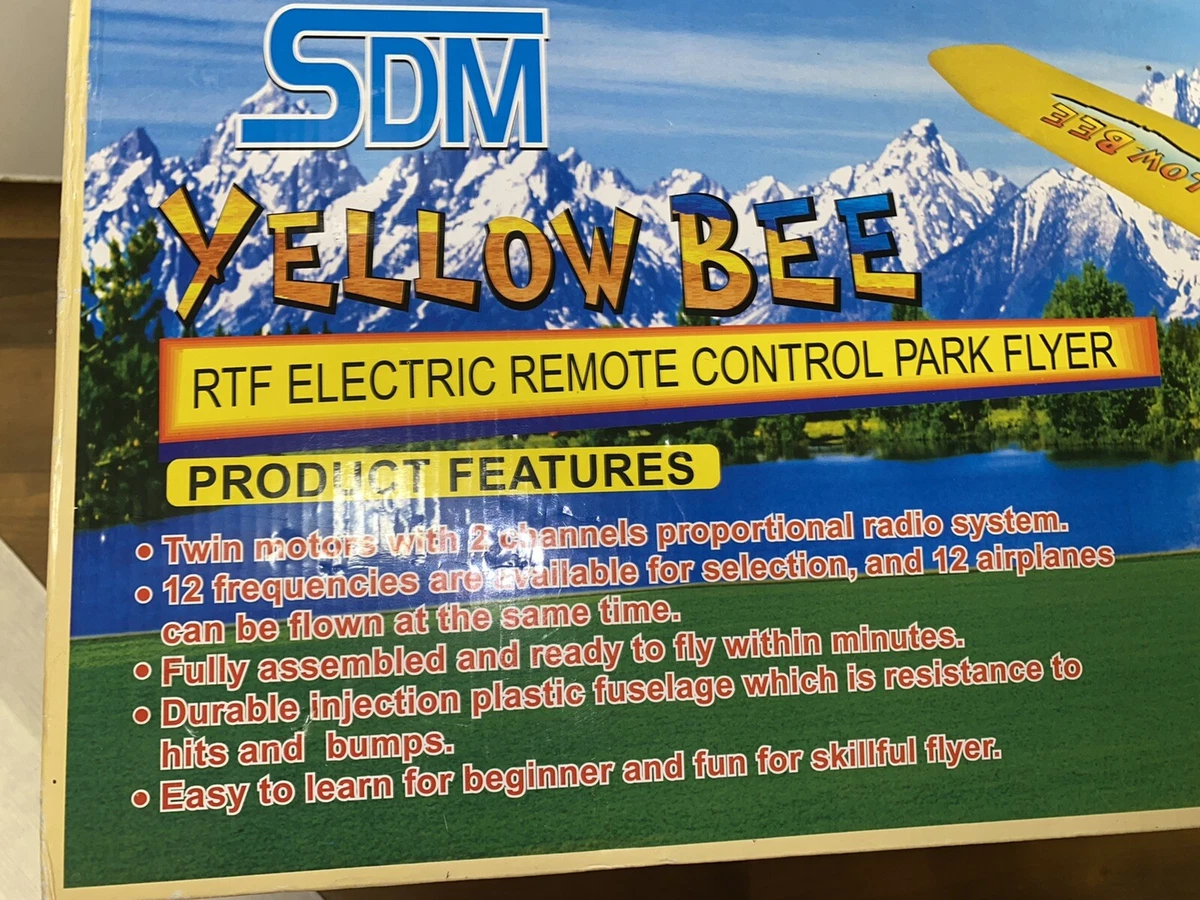 SDM
YELLOW BEE
LOW BEE
RTF ELECTRIC REMOTE CONTROL PARK FLYER
PRODUCT FEATURES
• Twin motors with 2 channels proportional radio system.
• 12 frequencies are available for selection, and 12 airplanes
can be flown at the same time.
• Fully assembled and ready to fly within minutes.
• Durable injection plastic fuselage which is resistance to
hits and bumps.
• Easy to learn for beginner and fun for skillful flyer.